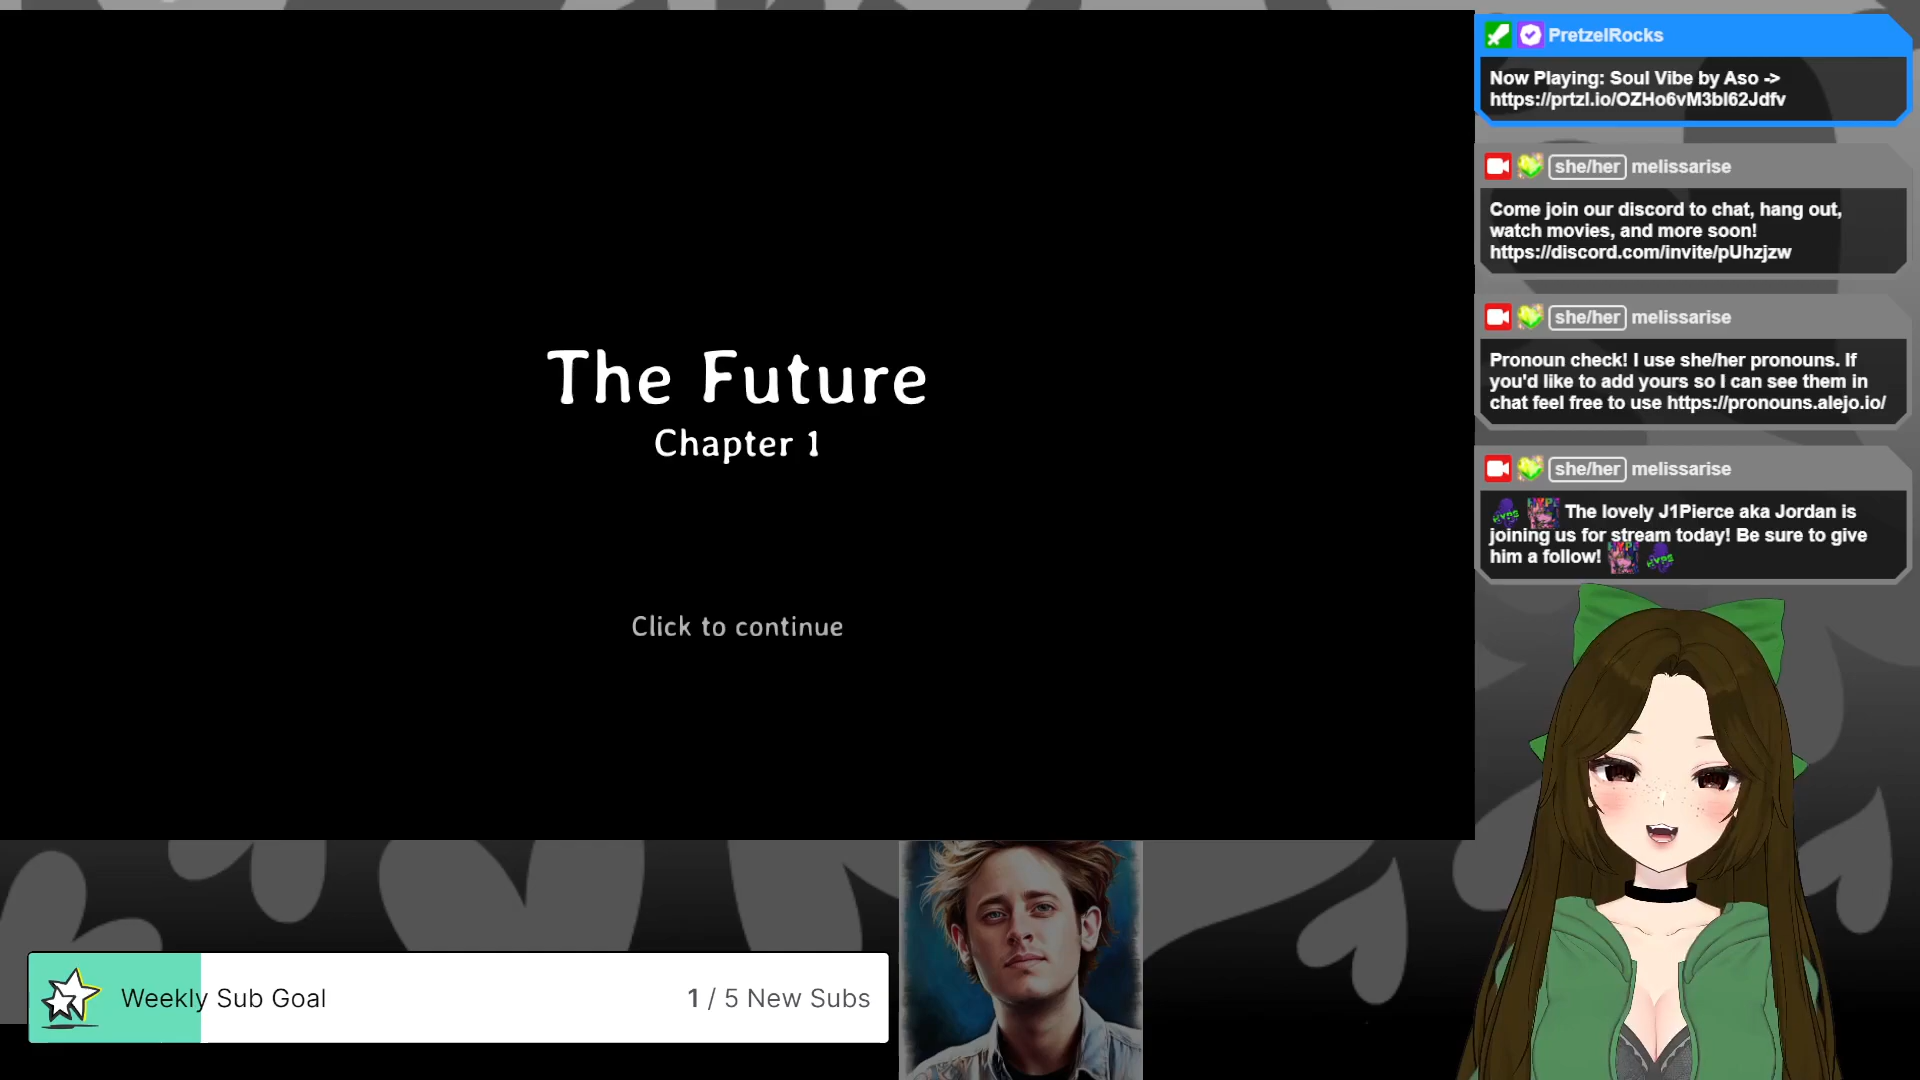 The Future
Chapter 1
Click to continue
PretzelRocks
Now Playing: Soul Vibe by Aso ->
https://prtzl.io/OZHo6vM3bl62Jdfv
she/her melissarise
Come join our discord to chat, hang out,
watch movies, and more soon!
https://discord.com/invite/pUhzjzw
she/her melissarise
Pronoun check! I use she/her pronouns. If
you'd like to add yours so I can see them in
chat feel free to use https://pronouns.alejo.io/
she/her melissarise
The lovely J1Pierce aka Jordan is
joining us for stream today! Be sure to give
him a follow!
Weekly Sub Goal
1 / 5 New Subs